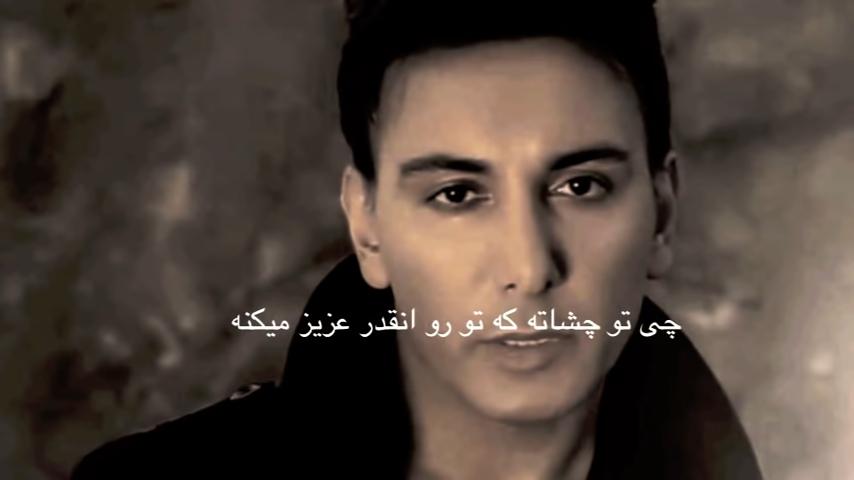 چی تو چشاته که تو رو انقدر عزیز میکنه